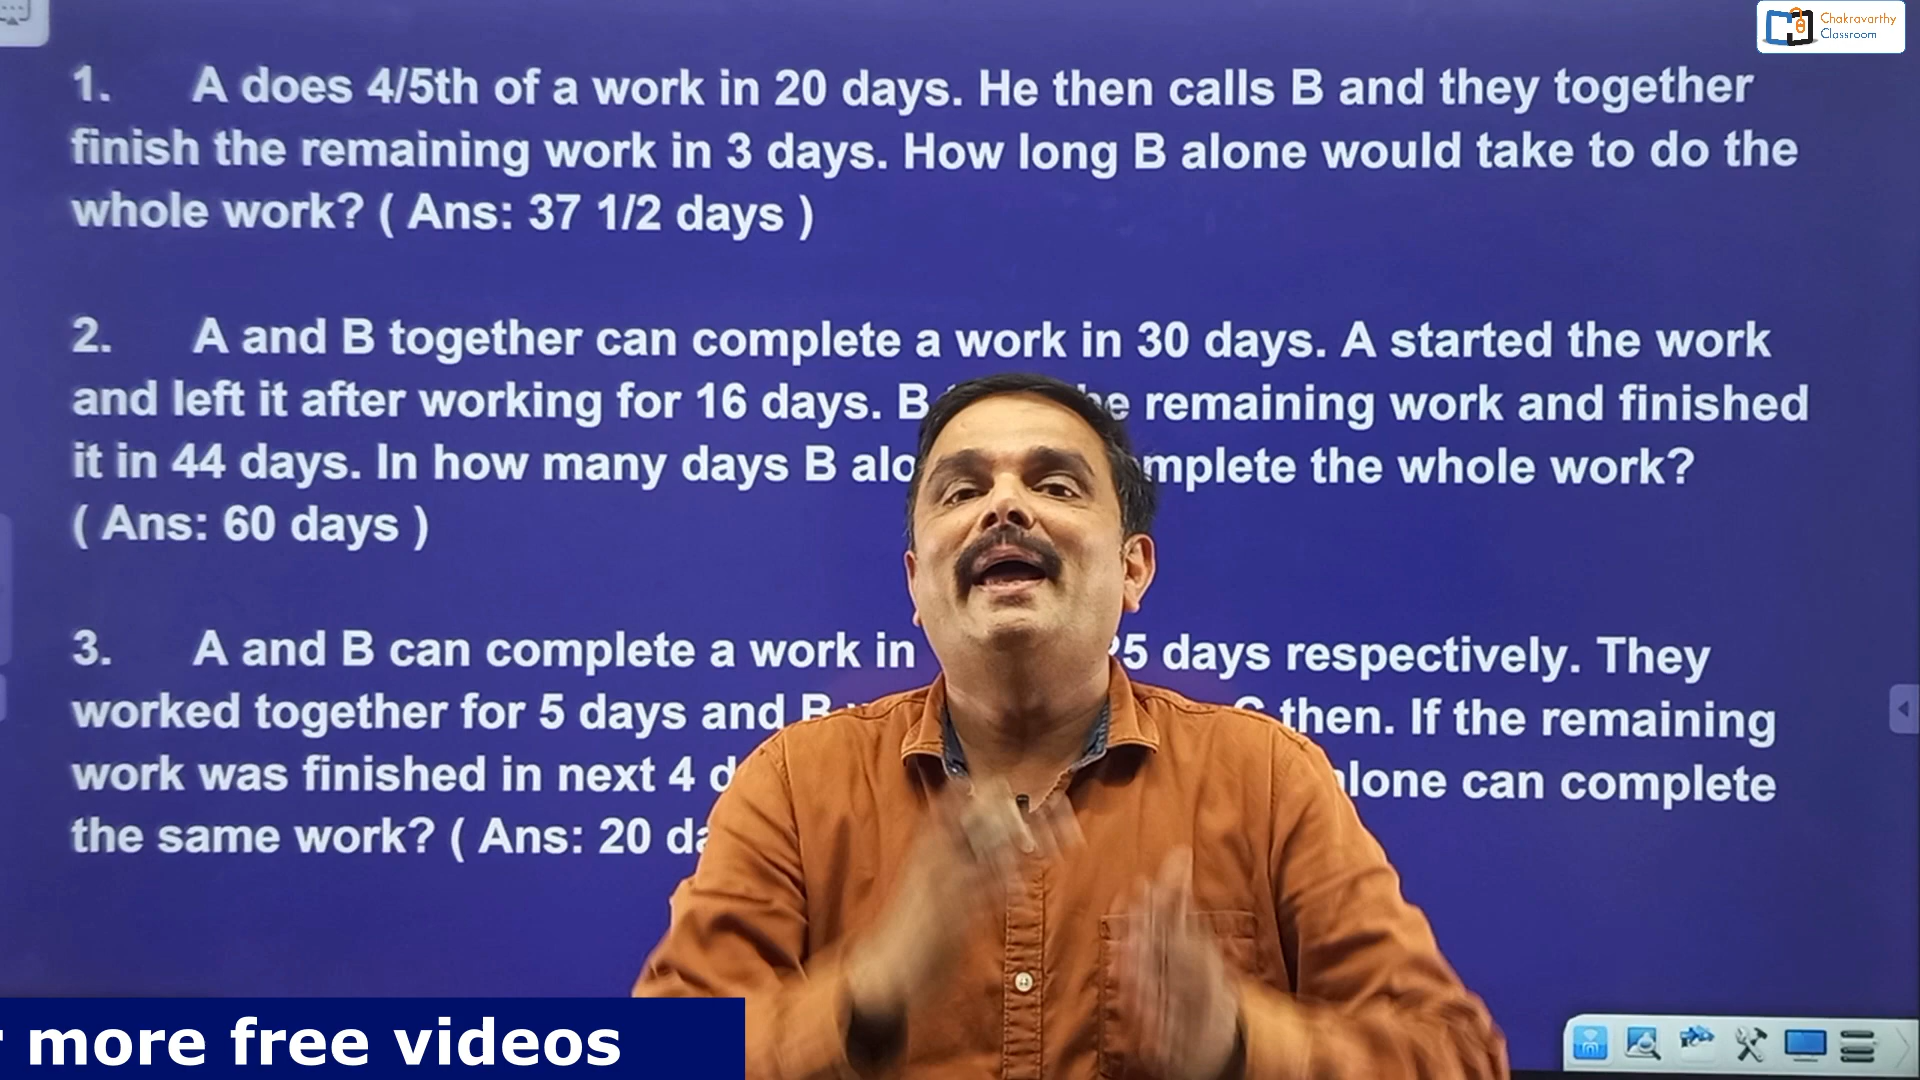 Chakravarthy
Classroom
1. A does 4/5th of a work in 20 days. He then calls B and they together
finish the remaining work in 3 days. How long B alone would take to do the
whole work? ( Ans: 37 1/2 days )
2. A and B together can complete a work in 30 days. A started the work
and left it after working for 16 days. B remaining work and finished
it in 44 days. In how many days B the whole work?
( Ans: 60 days )
3. A and B can complete a work in days respectively. They
worked together for 5 days and then. If the remaining
work was finished in next 4 can complete
the same work? ( Ans: 20
more free videos